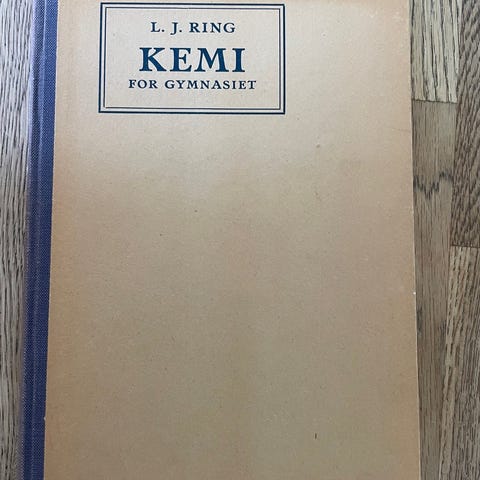 L. J. RING
KEMI
FOR GYMNASIET